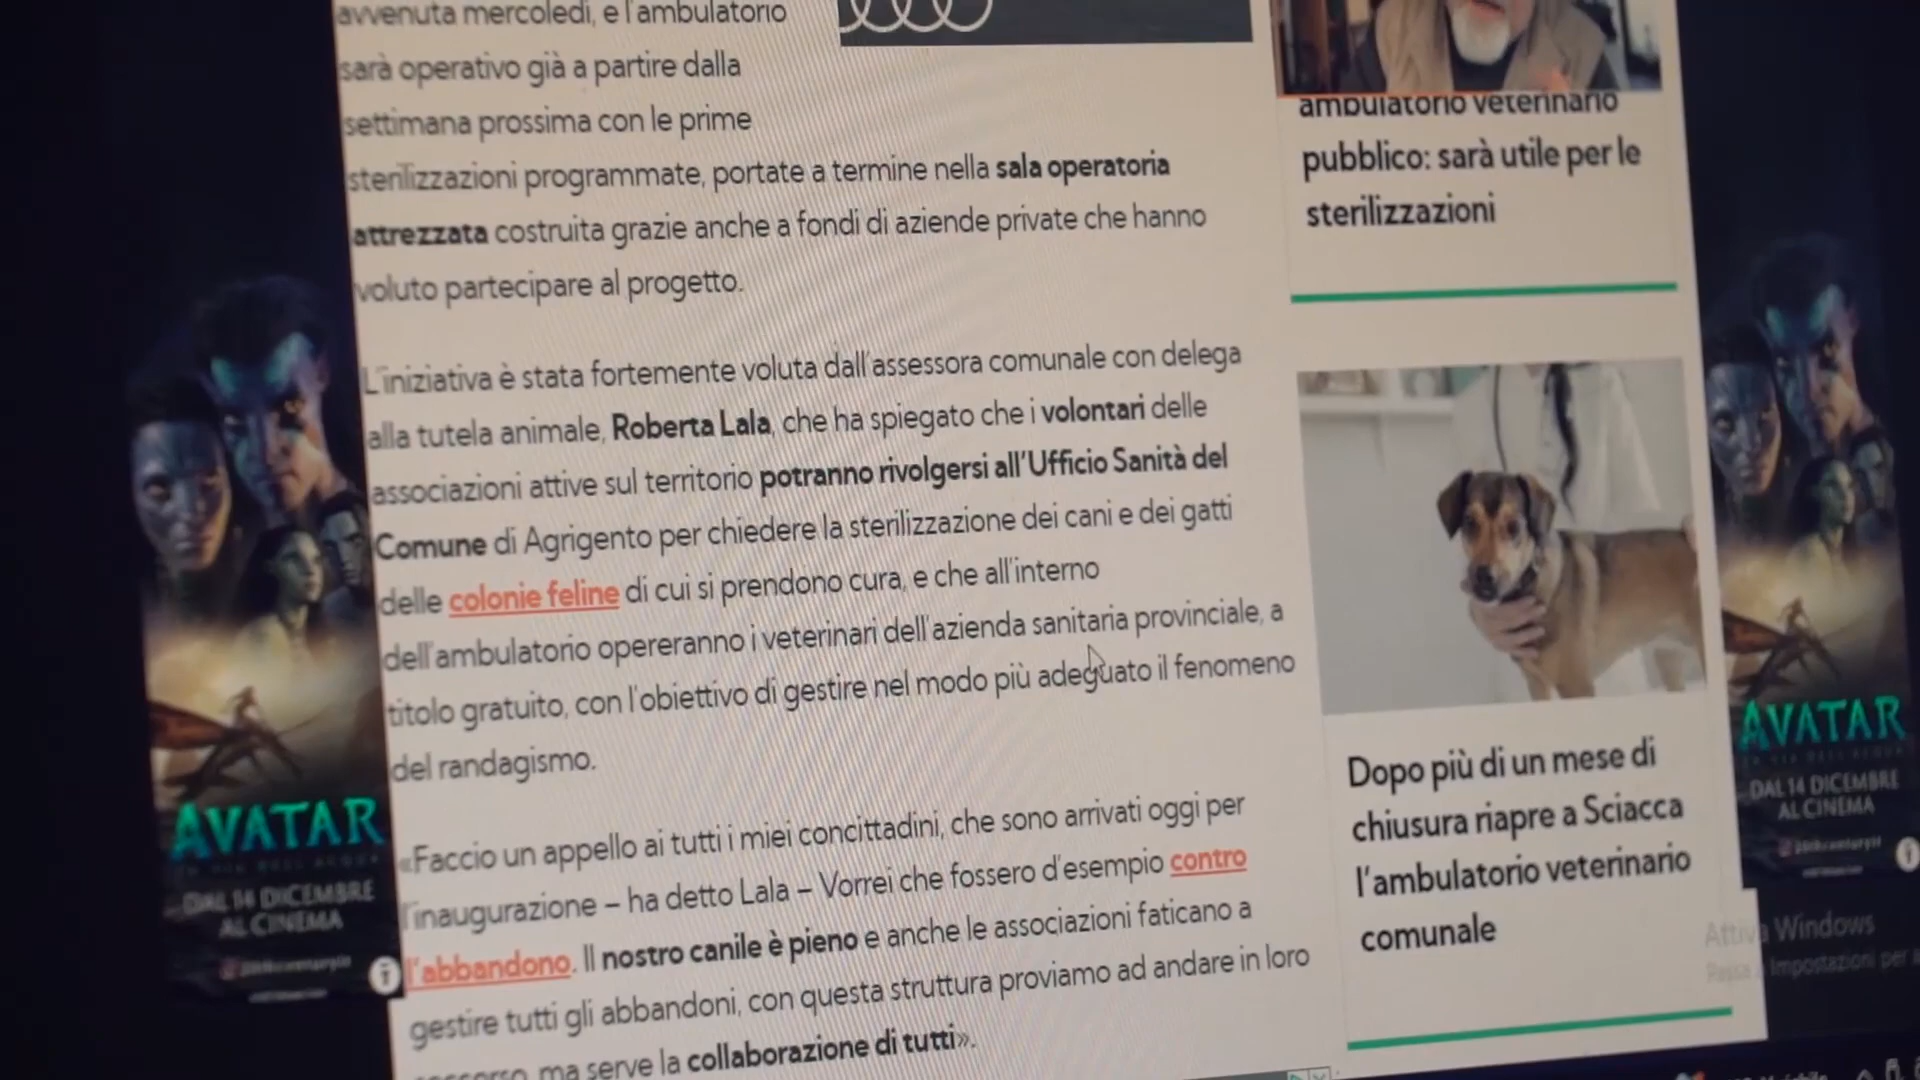 avvenuta mercoledì, e l'ambulatorio
sarà operativo già a partire dalla
settimana prossima con le prime
sterilizzazioni programmate, portate a termine nella sala operatoria
attrezzata costruita grazie anche a fondi di aziende private che hanno
voluto partecipare al progetto.
L'iniziativa è stata fortemente voluta dall'assessora comunale con delega
alla tutela animale, Roberta Lala, che ha spiegato che i volontari delle
associazioni attive sul territorio potranno rivolgersi all'Ufficio Sanità del
Comune di Agrigento per chiedere la sterilizzazione dei cani e dei gatti
delle colonie feline di cui si prendono cura, e che all'interno
dell'ambulatorio opereranno i veterinari dell'azienda sanitaria provinciale, a
titolo gratuito, con l'obiettivo di gestire nel modo più adeguato il fenomeno
del randagismo.
«Faccio un appello ai tutti i miei concittadini, che sono arrivati oggi per
l'inaugurazione – ha detto Lala – Vorrei che fossero d'esempio contro
l'abbandono. Il nostro canile è pieno e anche le associazioni faticano a
gestire tutti gli abbandoni, con questa struttura proviamo ad andare in loro
soccorso, ma serve la collaborazione di tutti».
ambulatorio veterinario
pubblico: sarà utile per le
sterilizzazioni
Dopo più di un mese di
chiusura riapre a Sciacca
l'ambulatorio veterinario
comunale
AVATAR
DAL 14 DICEMBRE
AL CINEMA
AVATAR
DAL 14 DICEMBRE
AL CINEMA
Attiva Windows
Impostazioni per